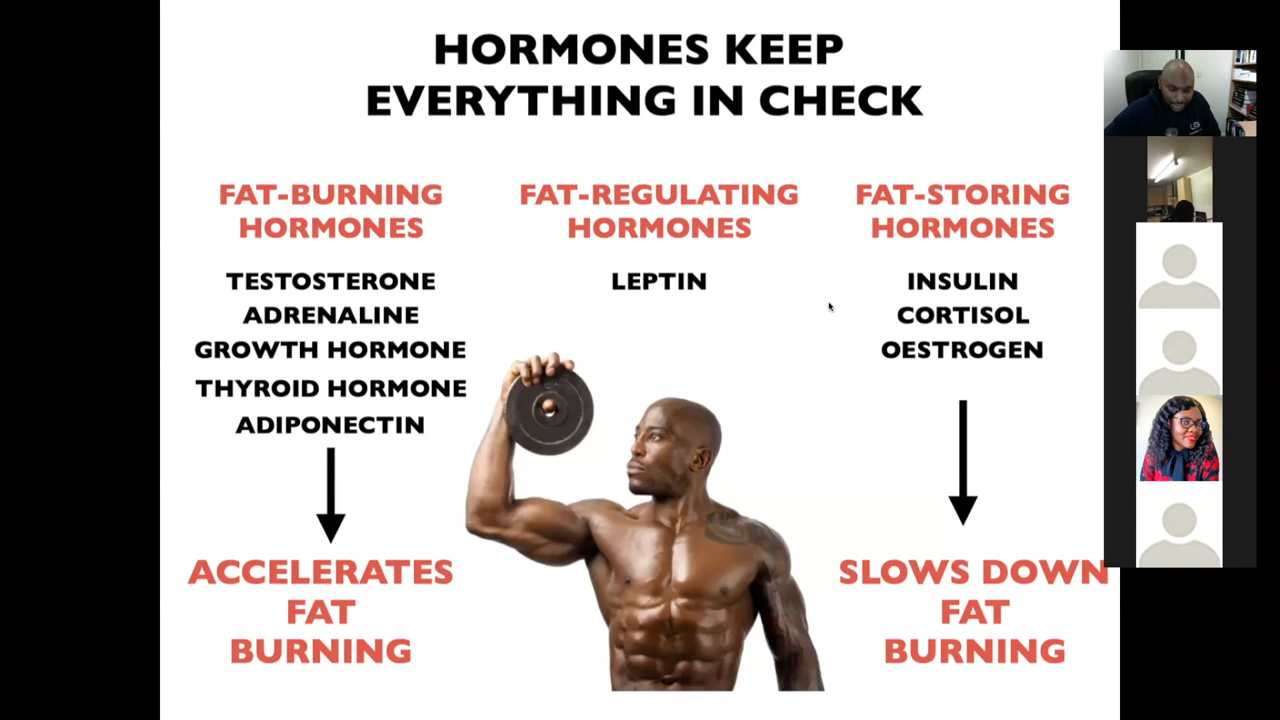 HORMONES KEEP
EVERYTHING IN CHECK
FAT-BURNING
HORMONES
TESTOSTERONE
ADRENALINE
GROWTH HORMONE
THYROID HORMONE
ADIPONECTIN
ACCELERATES
FAT
BURNING
FAT-REGULATING
HORMONES
LEPTIN
FAT-STORING
HORMONES
INSULIN
CORTISOL
OESTROGEN
SLOWS DOWN
FAT
BURNING